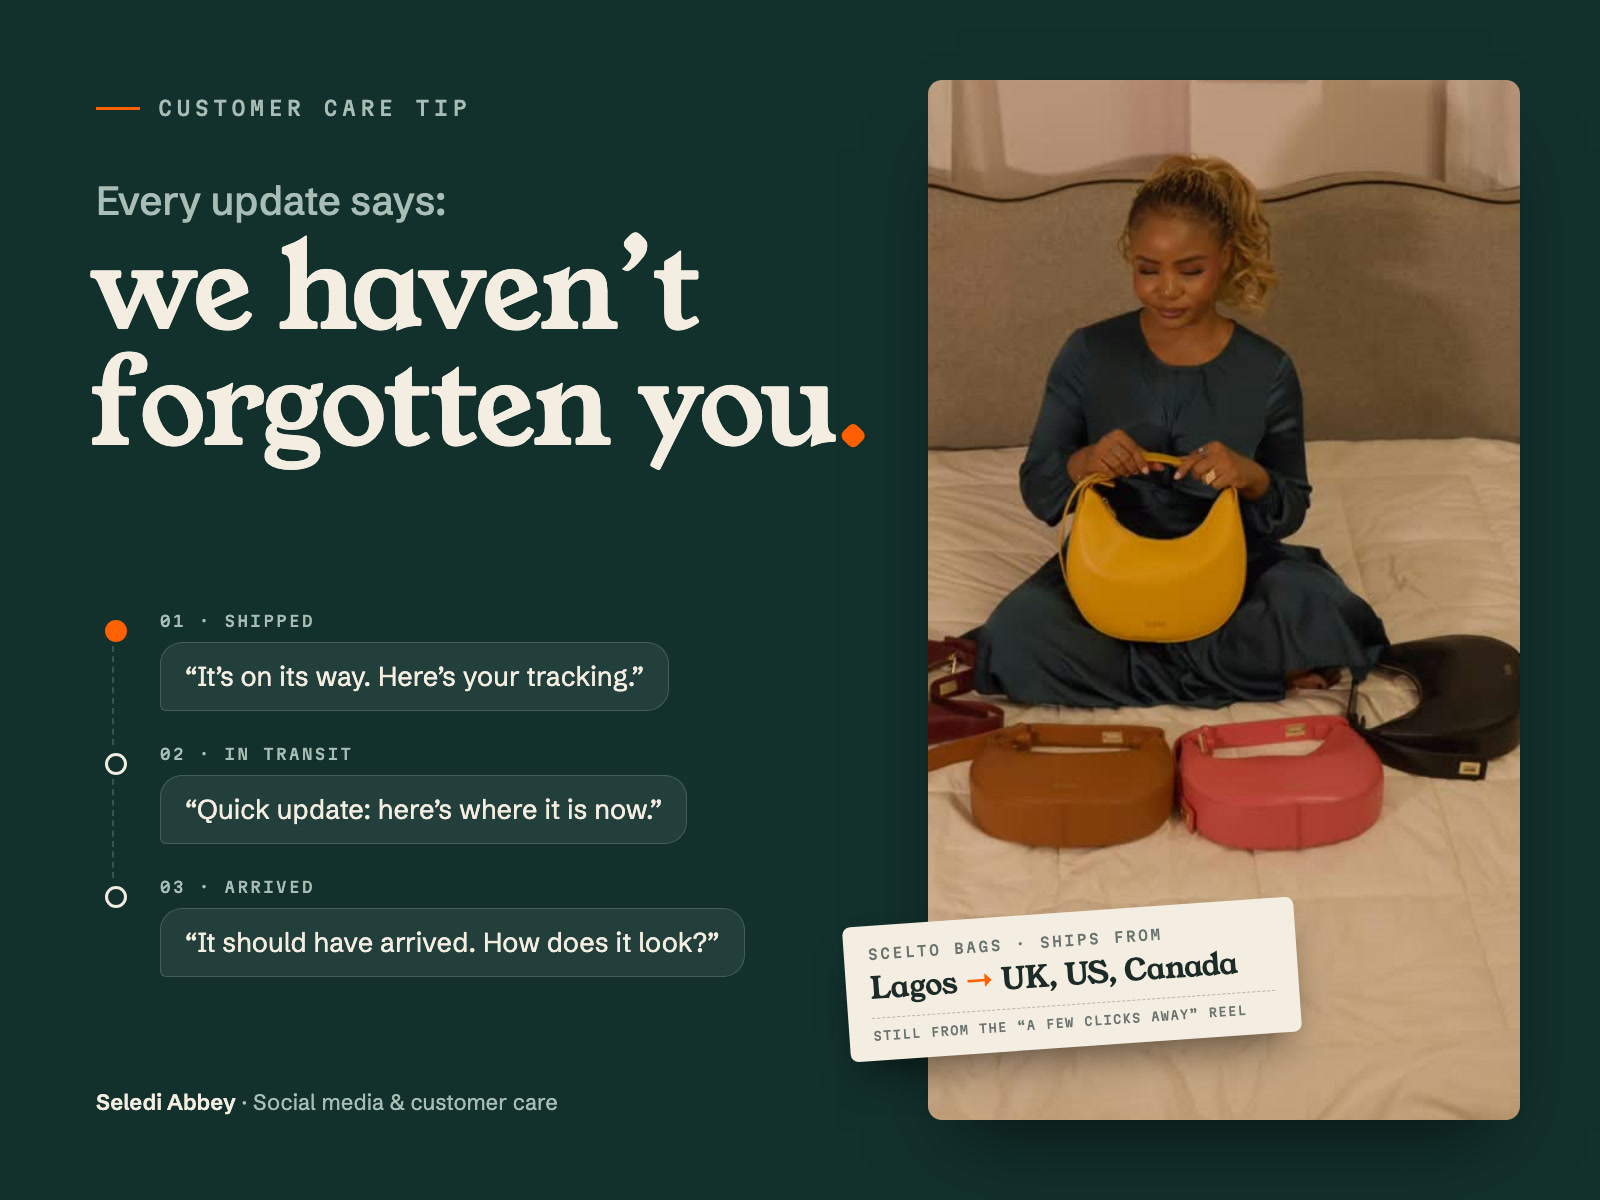 CUSTOMER CARE TIP
Every update says:
we haven’t
forgotten you.
01 · SHIPPED
“It’s on its way. Here’s your tracking.”
02 · IN TRANSIT
“Quick update: here’s where it is now.”
03 · ARRIVED
“It should have arrived. How does it look?”
SCELTO BAGS · SHIPS FROM
Lagos → UK, US, Canada
STILL FROM THE “A FEW CLICKS AWAY” REEL
Seledi Abbey · Social media & customer care